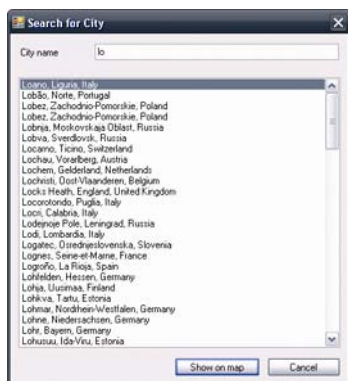 Search for City
City name
lo
Loano, Liguria, Italy
Lobão, Norte, Portugal
Lobez, Zachodnio-Pomorskie, Poland
Lobez, Zachodnio-Pomorskie, Poland
Lobnja, Moskovskaja Oblast, Russia
Lobva, Sverdlovsk, Russia
Locarno, Ticino, Switzerland
Lochau, Vorarlberg, Austria
Lochem, Gelderland, Netherlands
Lochristi, Oost-Vlaanderen, Belgium
Locks Heath, England, United Kingdom
Locorotondo, Puglia, Italy
Locri, Calabria, Italy
Lodejnoje Pole, Leningrad, Russia
Lodi, Lombardia, Italy
Logatec, Osrednjeslovenska, Slovenia
Lognes, Seine-et-Marne, France
Logroño, La Rioja, Spain
Lohfelden, Hessen, Germany
Lohja, Uusimaa, Finland
Lohkva, Tartu, Estonia
Lohmar, Nordrhein-Westfalen, Germany
Lohne, Niedersachsen, Germany
Lohr, Bayern, Germany
Lohusuu, Ida-Viru, Estonia
Show on map
Cancel